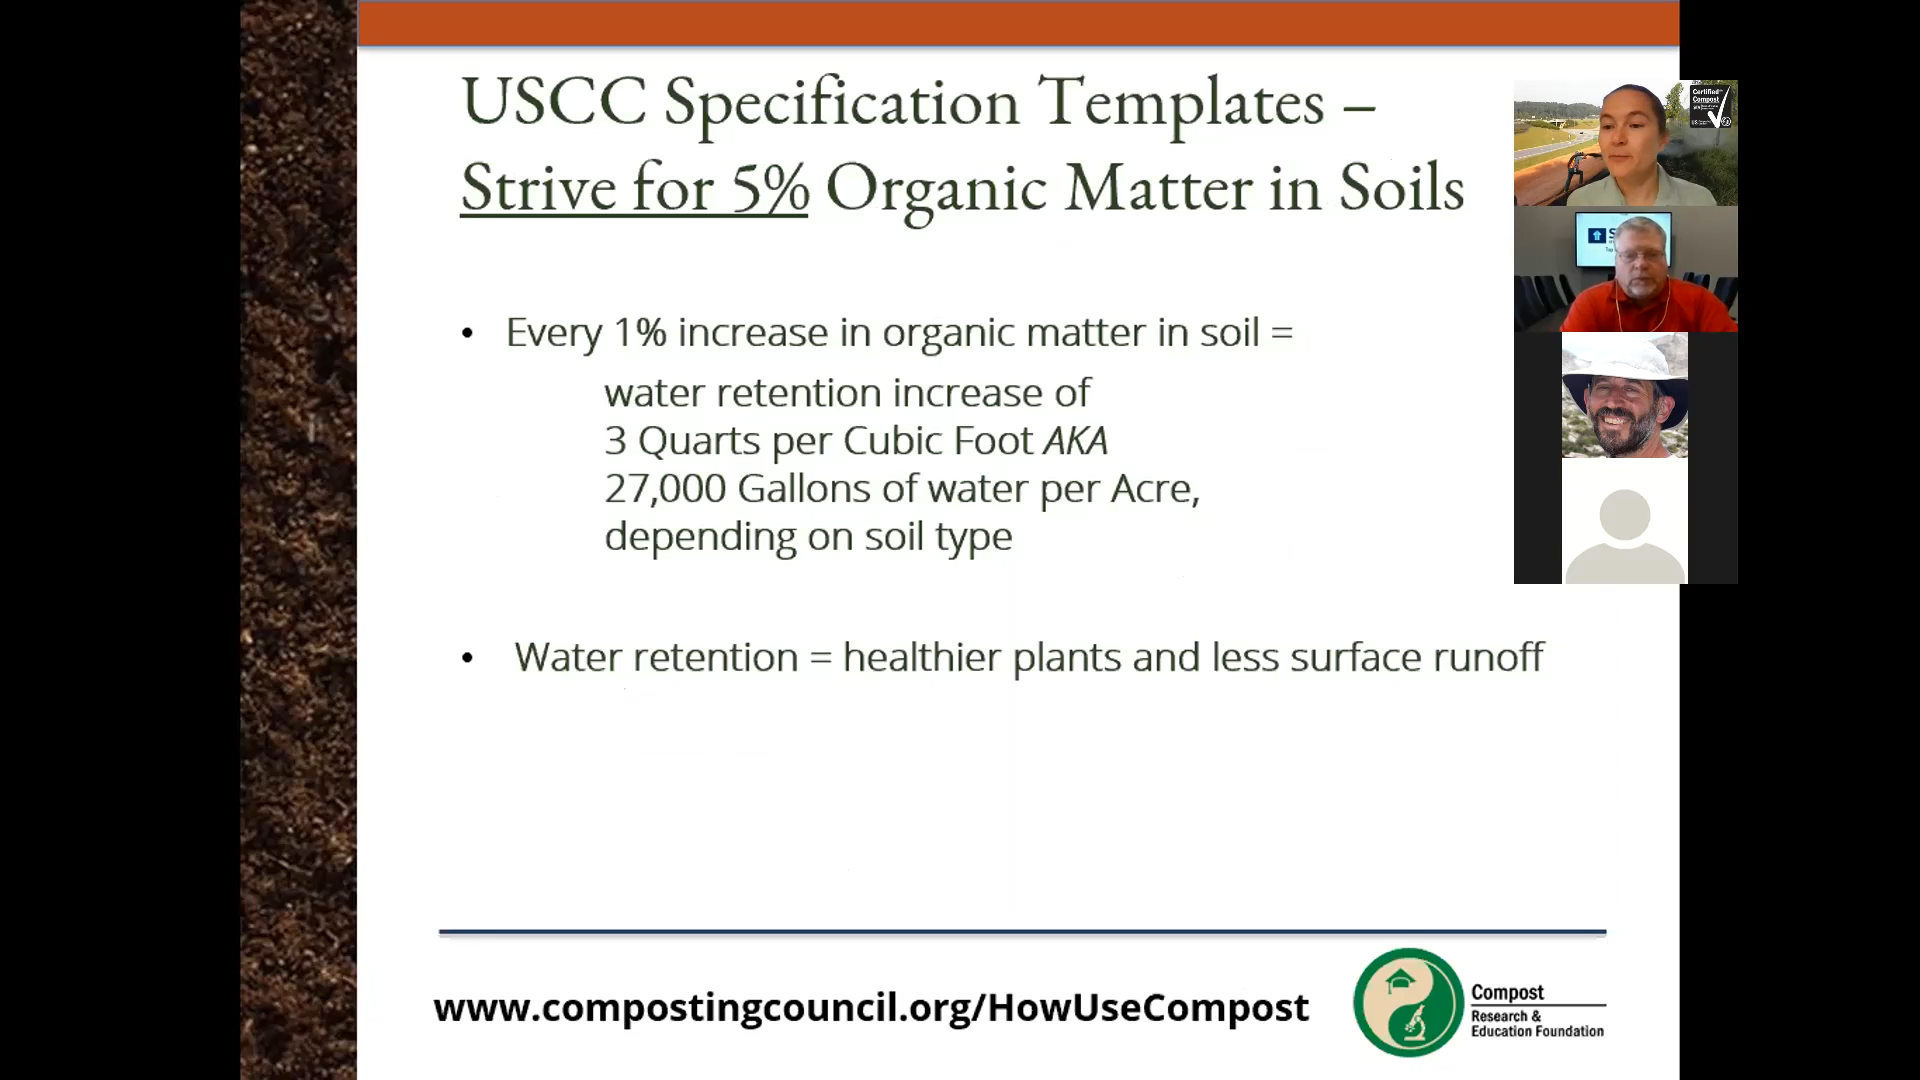 USCC Specification Templates –
Strive for 5% Organic Matter in Soils
• Every 1% increase in organic matter in soil =
water retention increase of
3 Quarts per Cubic Foot AKA
27,000 Gallons of water per Acre,
depending on soil type
• Water retention = healthier plants and less surface runoff
www.compostingcouncil.org/HowUseCompost
Compost
Research &
Education Foundation
Certified
Compost